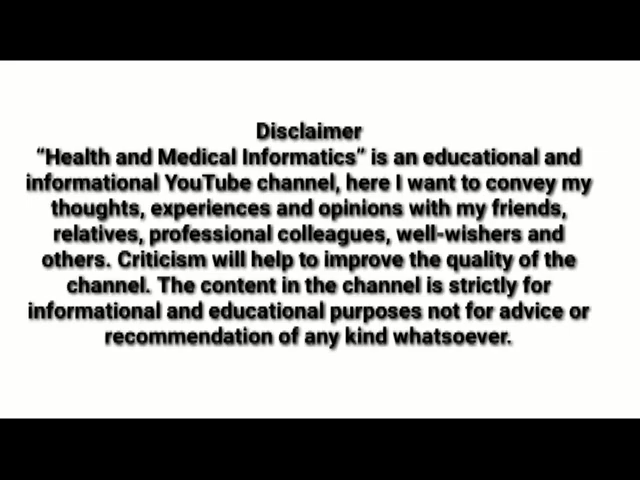 Disclaimer
“Health and Medical Informatics” is an educational and
informational YouTube channel, here I want to convey my
thoughts, experiences and opinions with my friends,
relatives, professional colleagues, well-wishers and
others. Criticism will help to improve the quality of the
channel. The content in the channel is strictly for
informational and educational purposes not for advice or
recommendation of any kind whatsoever.